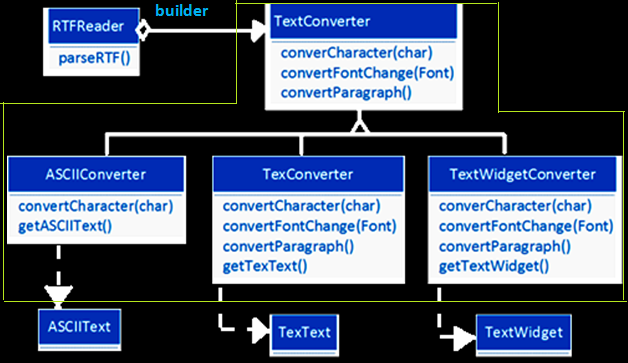 builder
RTFReader
parseRTF()
TextConverter
converCharacter(char)
convertFontChange(Font)
convertParagraph()
ASCIIConverter
convertCharacter(char)
getASCIIText()
TexConverter
convertCharacter(char)
convertFontChange(Font)
convertParagraph()
getTexText()
TextWidgetConverter
converCharacter(char)
convertFontChange(Font)
convertParagraph()
getTextWidget()
ASCIIText
TexText
TextWidget